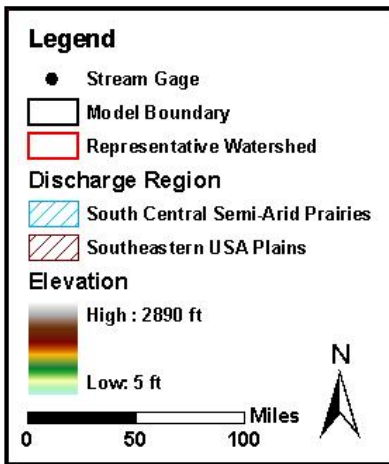 Legend
Stream Gage
Model Boundary
Representative Watershed
Discharge Region
South Central Semi-Arid Prairies
Southeastern USA Plains
Elevation
High : 2890 ft
Low: 5 ft
N
Miles
0 50 100